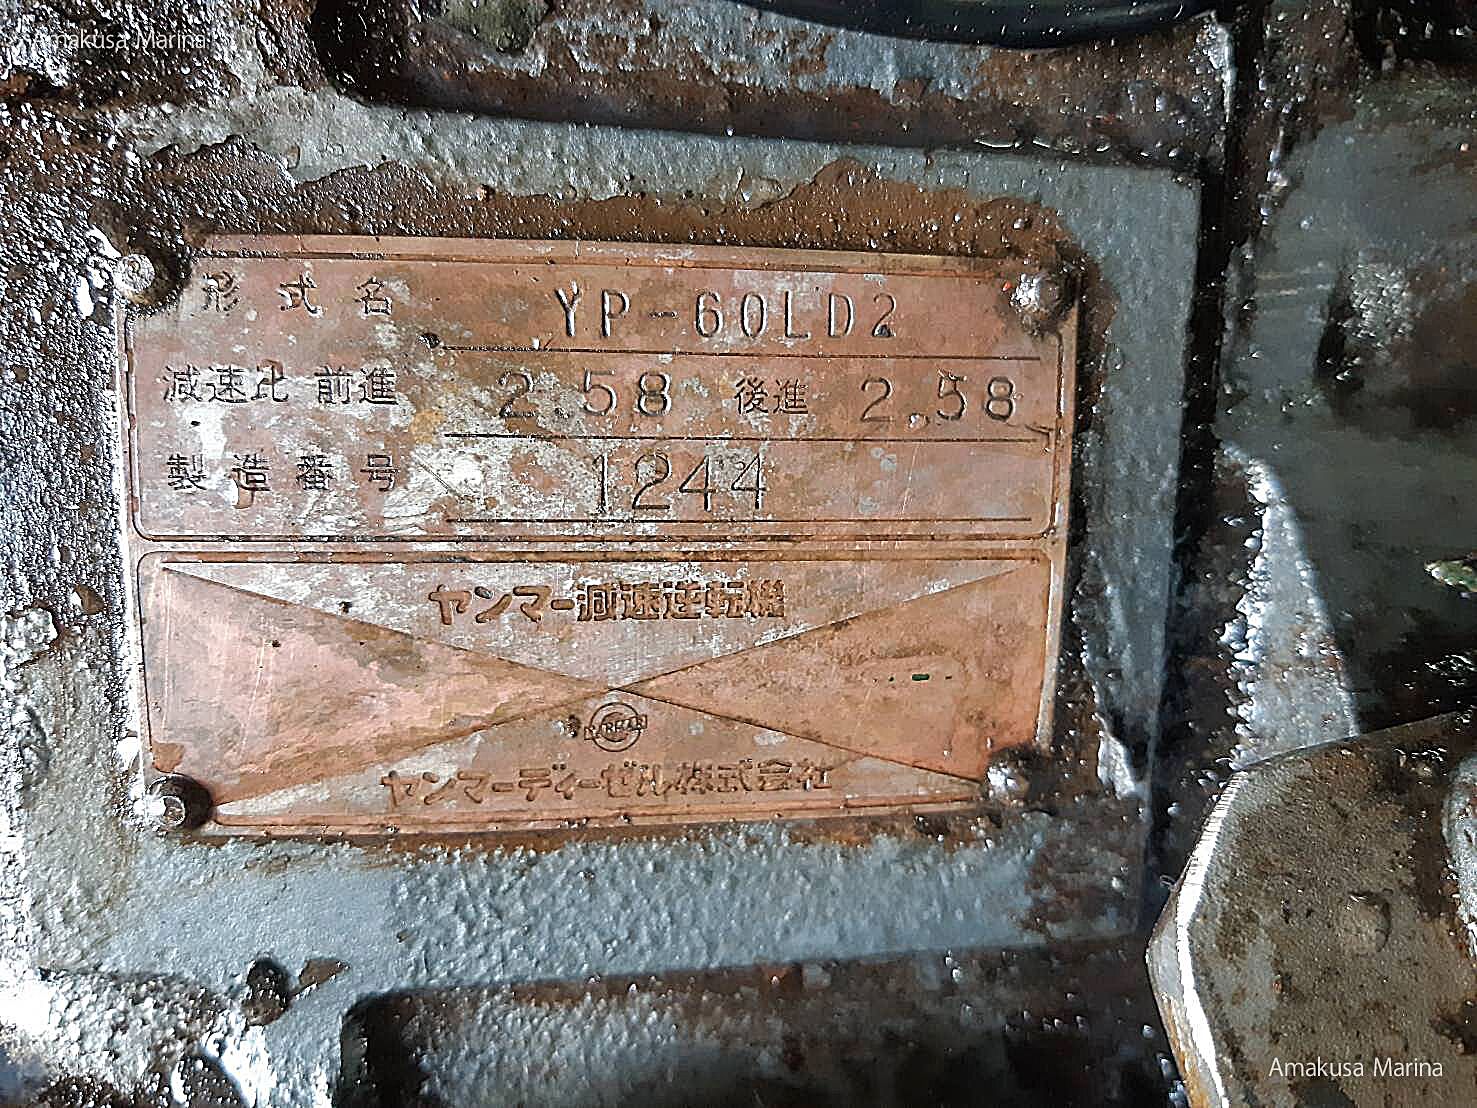 Amakusa Marina
形式名 YP-60LD2
減速比 前進 2.58 後進 2.58
製造番号 1244
ヤンマー減速逆転機
YANMAR
ヤンマーディーゼル株式会社
Amakusa Marina